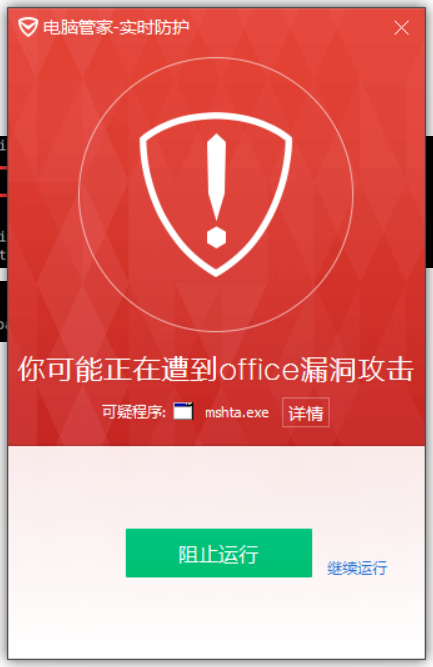 电脑管家-实时防护
你可能正在遭到office漏洞攻击
可疑程序: mshta.exe 详情
阻止运行
继续运行